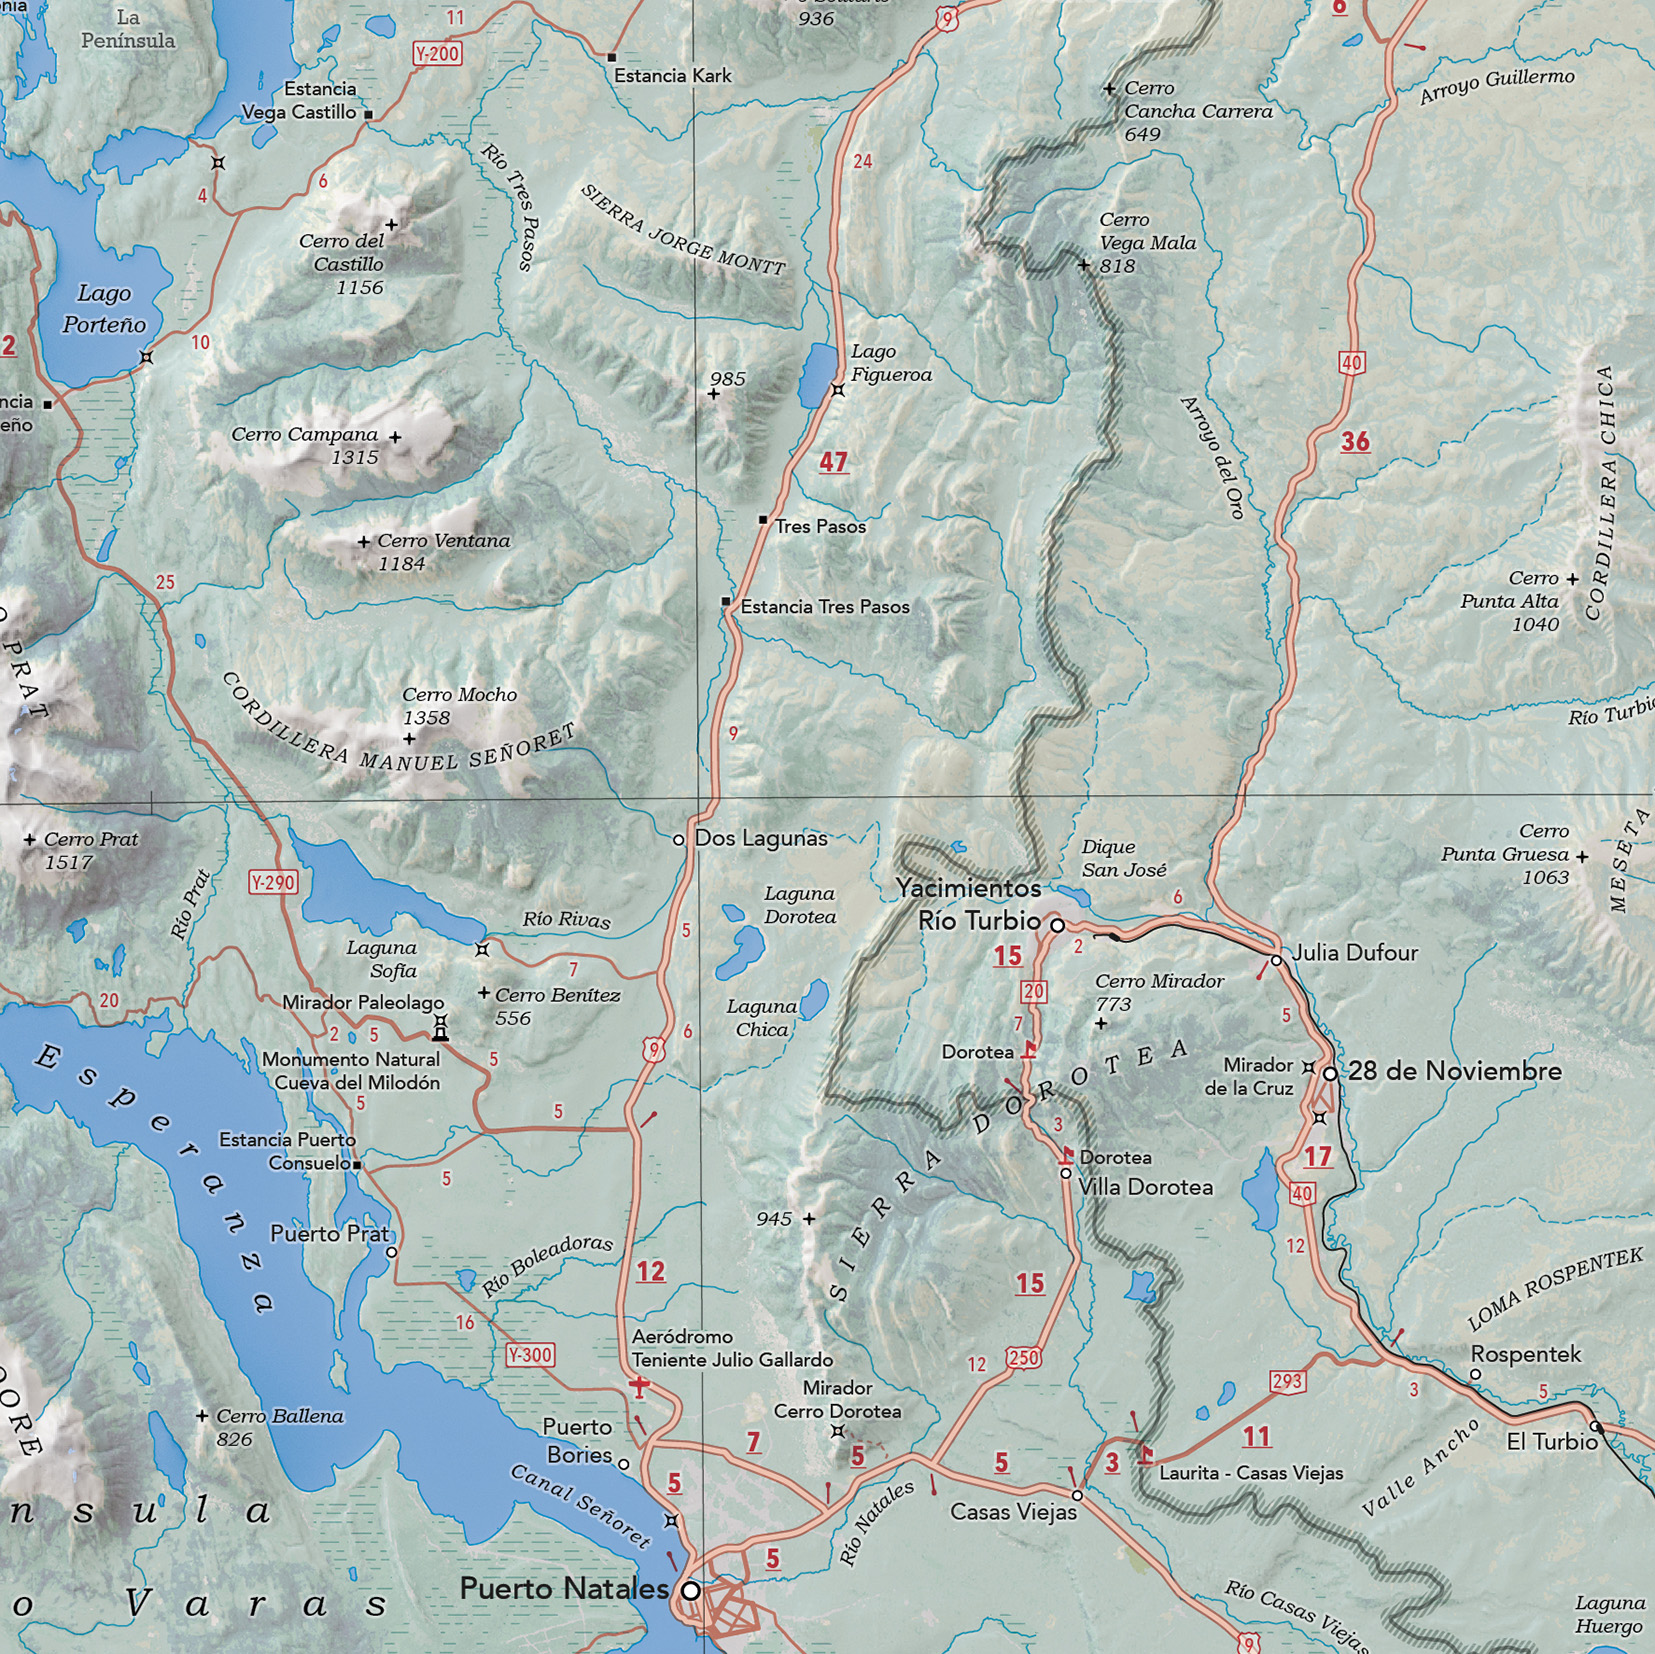 La
Península
11
Y-200
936
9
6
Estancia
Vega Castillo
Estancia Kark
Cerro
Cancha Carrera
649
Arroyo Guillermo
Río Tres Pasos
24
4
6
SIERRA JORGE MONTT
Cerro del
Castillo
1156
Cerro
Vega Mala
818
Lago
Porteño
10
2
40
Lago
Figueroa
985
ncia
eño
Cerro Campana
1315
47
36
Arroyo del Oro
CORDILLERA CHICA
Tres Pasos
Cerro Ventana
1184
25
Estancia Tres Pasos
Cerro
Punta Alta
1040
PRAT
Cerro Mocho
1358
CORDILLERA MANUEL SEÑORET
9
Río Turbio
Cerro Prat
1517
Dos Lagunas
Dique
San José
Cerro
Punta Gruesa
1063
MESETA
Y-290
Yacimientos
Río Turbio
Laguna
Dorotea
6
Río Prat
Río Rivas
5
Laguna
Sofía
7
15
2
Julia Dufour
20
Mirador Paleolago
Cerro Benítez
556
20
Cerro Mirador
773
Laguna
Chica
2
5
5
6
9
7
5
Monumento Natural
Cueva del Milodón
Dorotea
Mirador
de la Cruz
28 de Noviembre
Esperanza
5
5
3
SIERRA DOROTEA
Estancia Puerto
Consuelo
5
Dorotea
Villa Dorotea
17
40
945
Puerto Prat
Río Boleadoras
12
15
12
LOMA ROSPENTEK
16
Y-300
Aeródromo
Teniente Julio Gallardo
12
250
Rospentek
293
3
5
Mirador
Cerro Dorotea
Cerro Ballena
826
Puerto
Bories
7
5
5
3
11
El Turbio
Laurita - Casas Viejas
Valle Ancho
OORE
Canal Señoret
5
Casas Viejas
Río Natales
nsula
5
Puerto Natales
o Varas
Río Casas Viejas
9
Laguna
Huergo